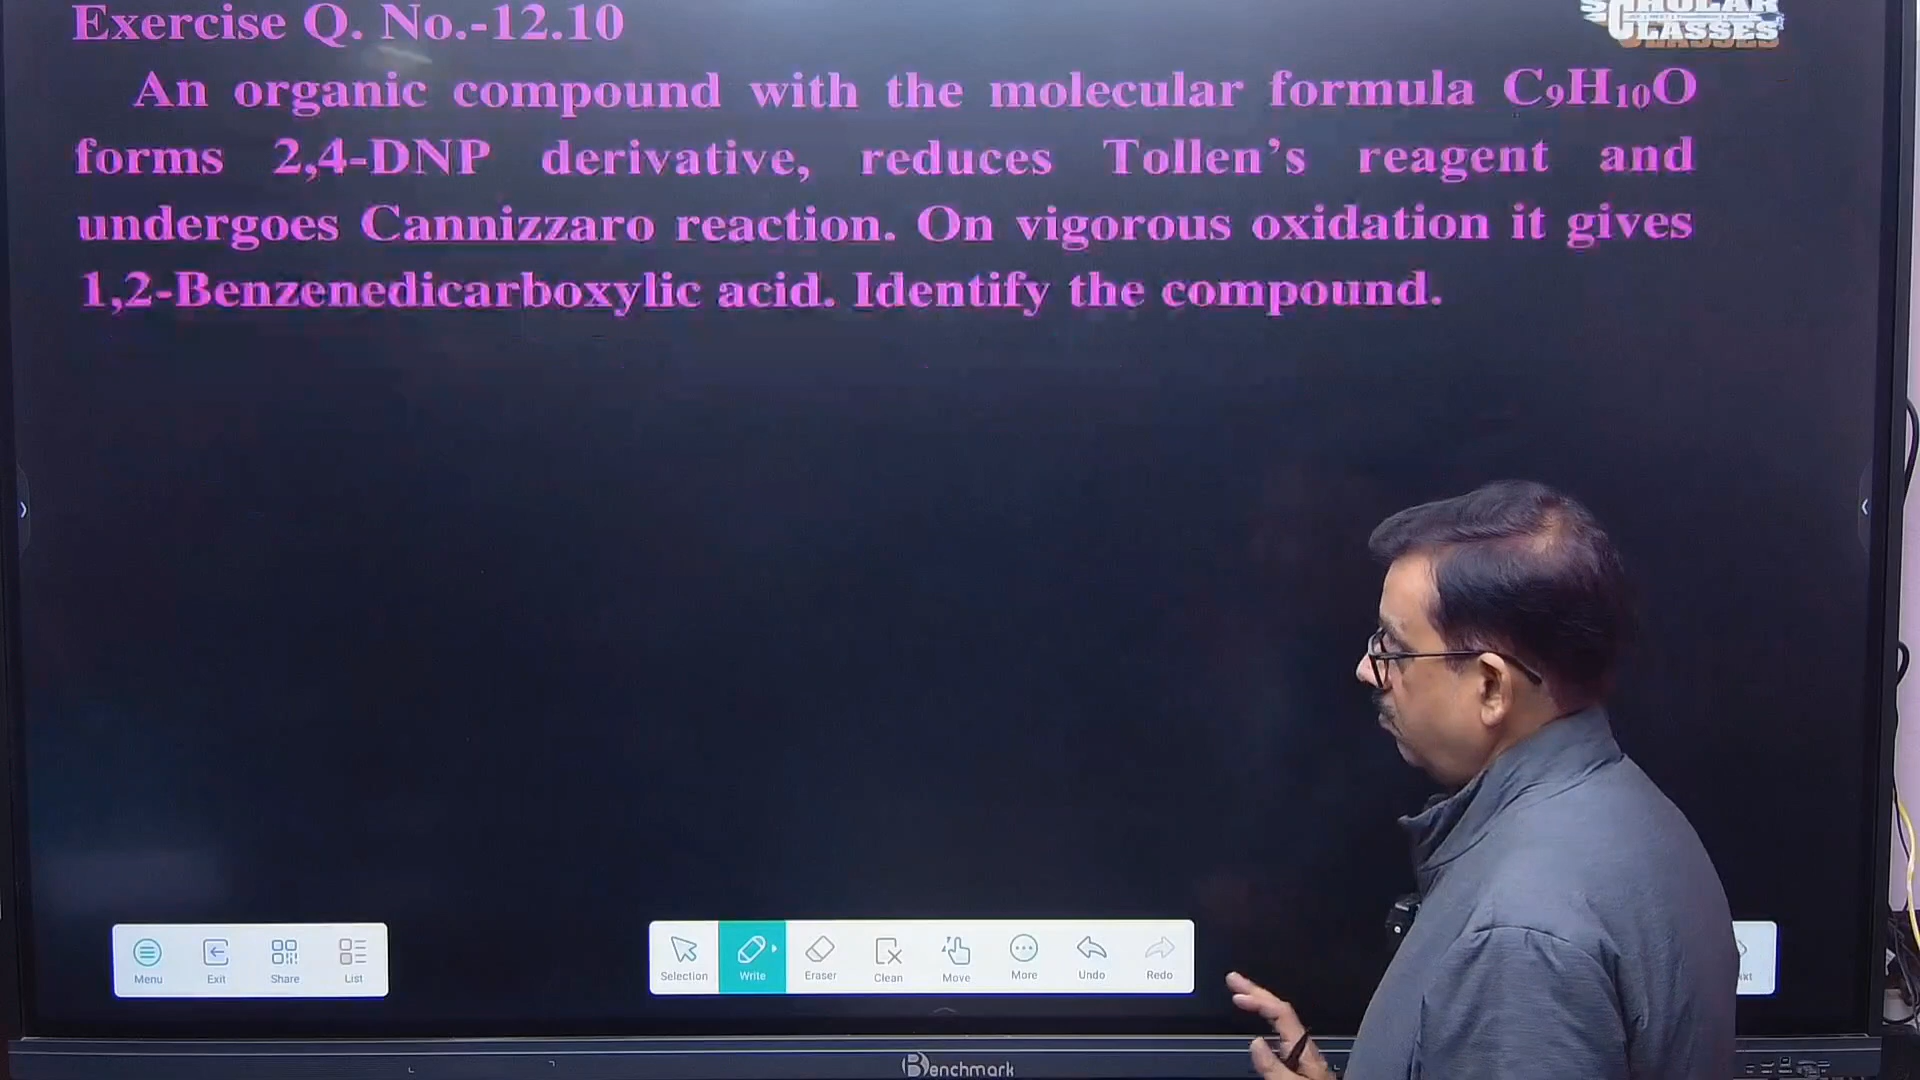 Exercise Q. No.-12.10
SCHOLAR
CLASSES
An organic compound with the molecular formula C₉H₁₀O
forms 2,4-DNP derivative, reduces Tollen’s reagent and
undergoes Cannizzaro reaction. On vigorous oxidation it gives
1,2-Benzenedicarboxylic acid. Identify the compound.
Menu Exit Share List
Selection Write Eraser Clean Move More Undo Redo
Benchmark